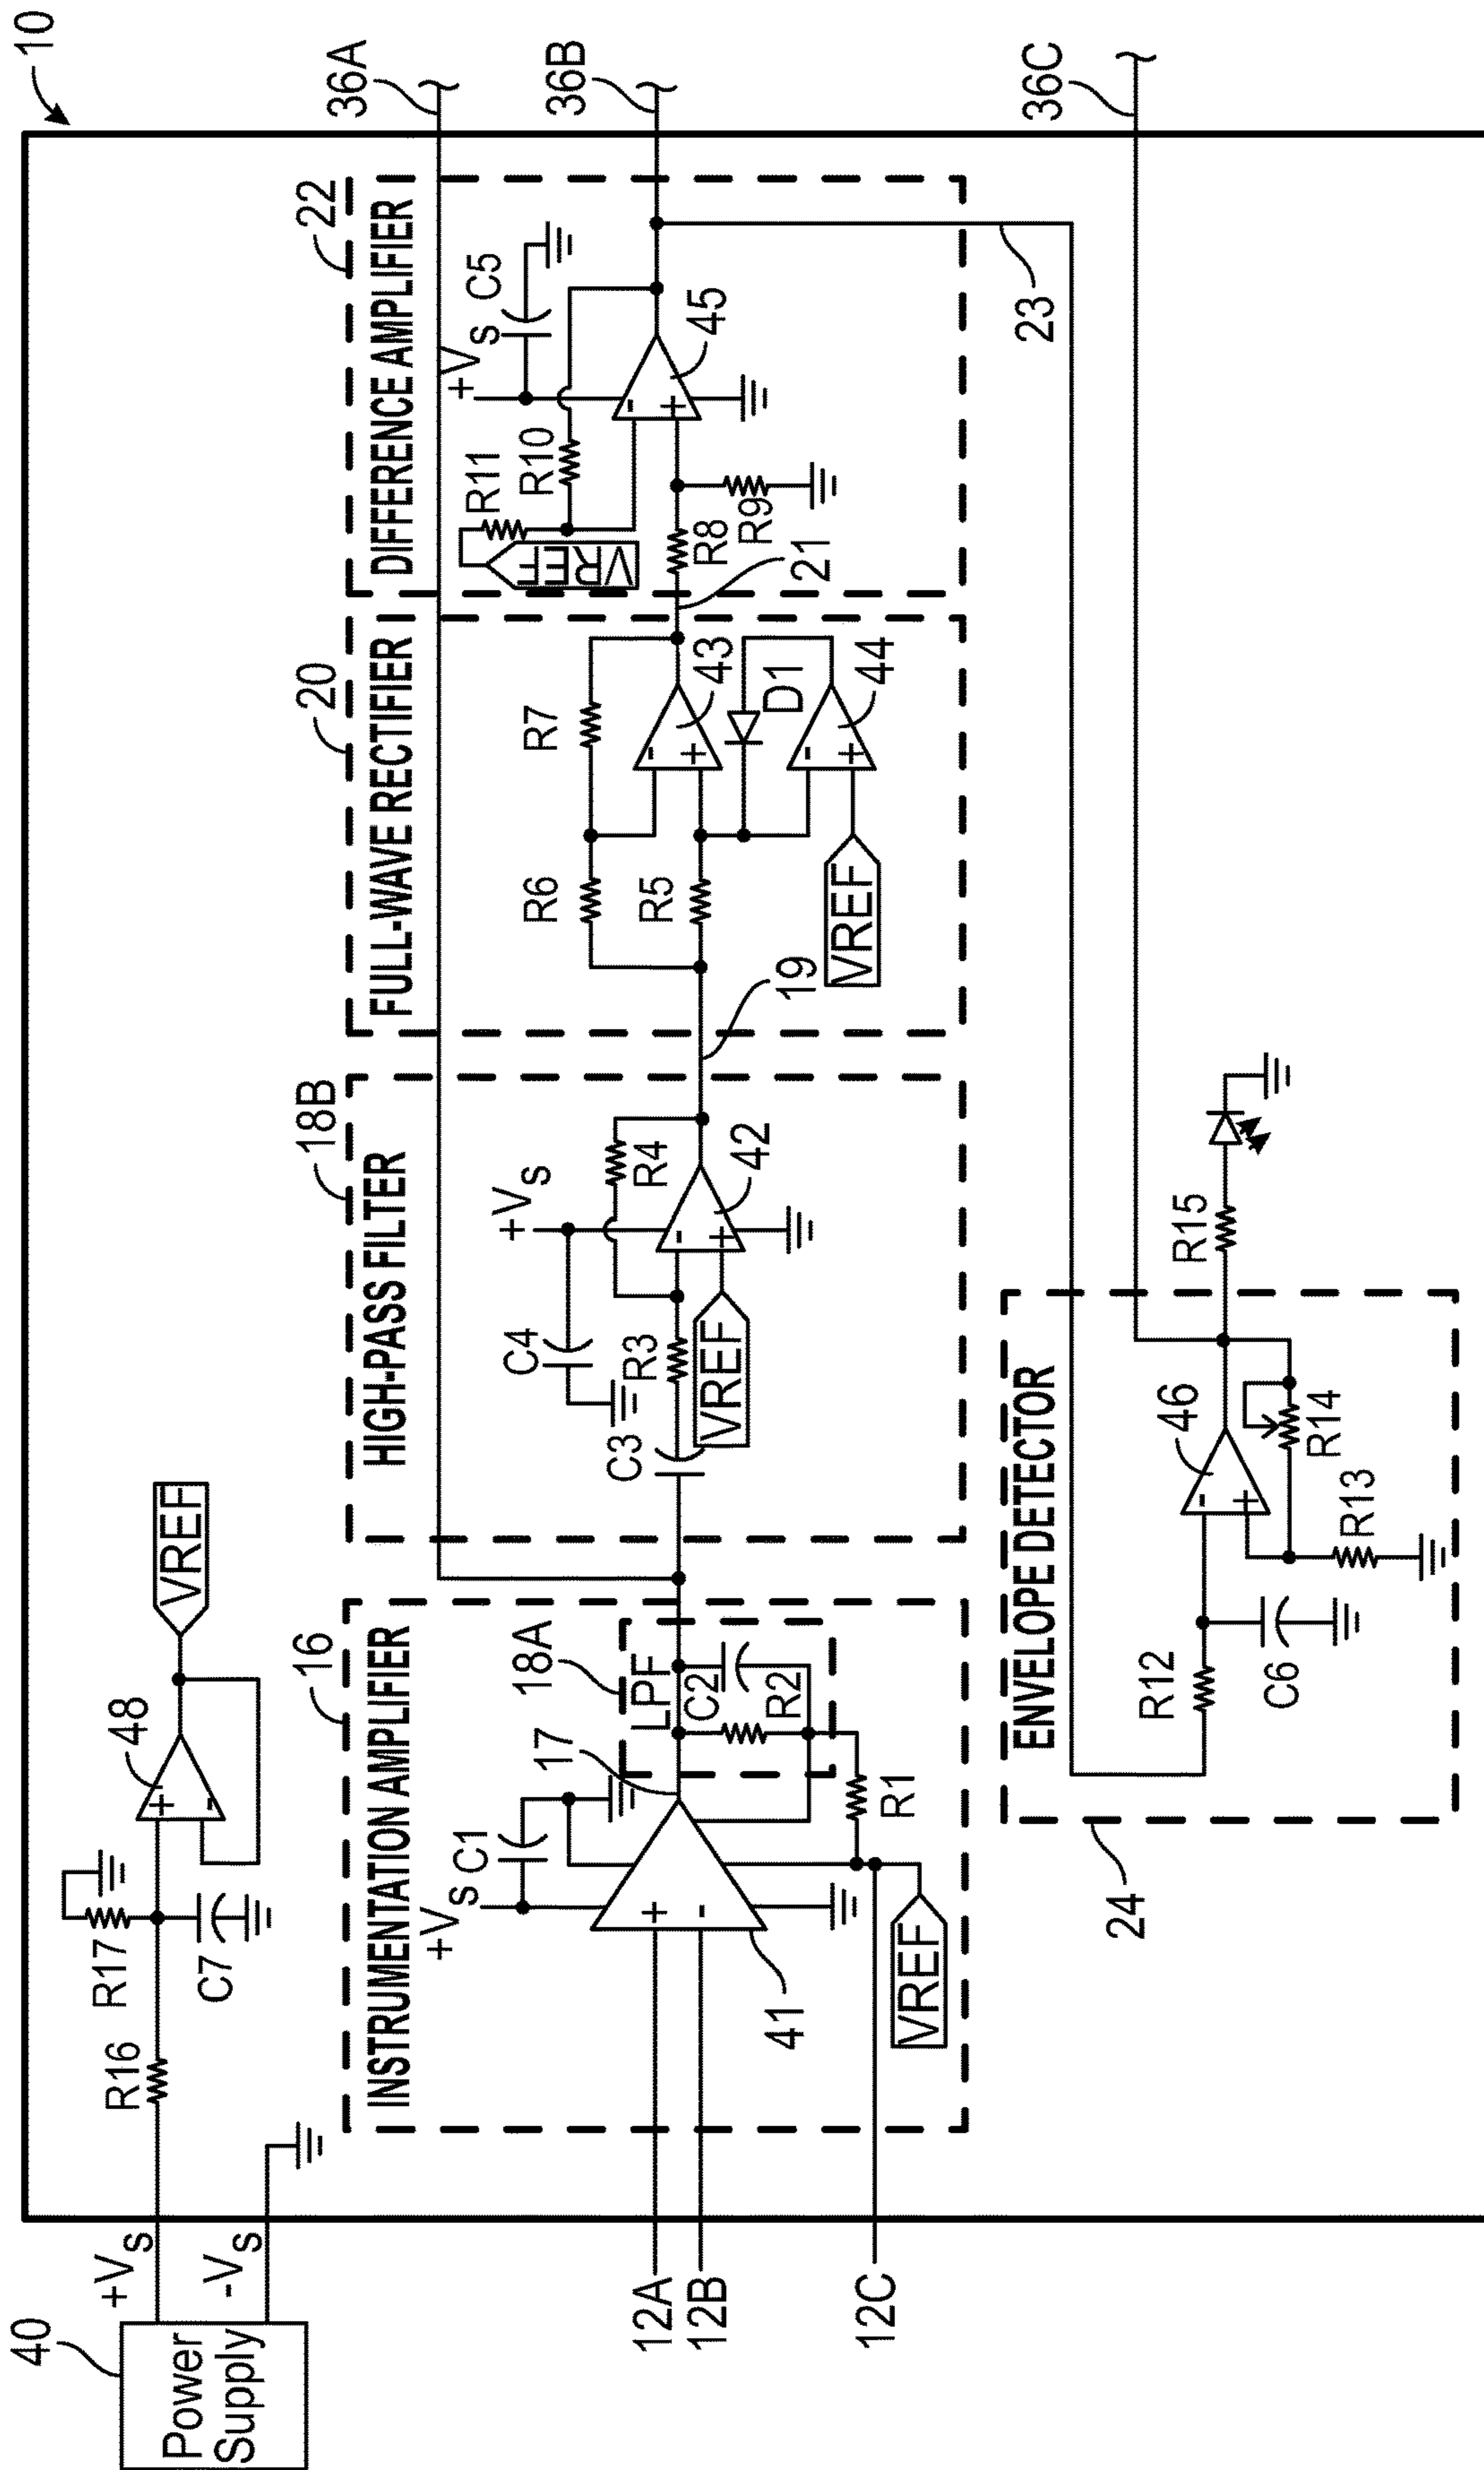 10
40
Power
Supply
+Vs
-Vs
R16
R17
C7
48
+
-
VREF
36A
36B
36C
12A
12B
12C
16
INSTRUMENTATION AMPLIFIER
+Vs
C1
+
-
41
17
18A
LPF
C2
R2
R1
VREF
18B
HIGH-PASS FILTER
+Vs
C4
C3
R3
R4
-
+
42
VREF
19
20
FULL-WAVE RECTIFIER
R6
R7
R5
-
+
43
D1
-
+
44
VREF
21
22
DIFFERENCE AMPLIFIER
+Vs
C5
R11
R10
VREF
R8
R9
-
+
45
23
24
ENVELOPE DETECTOR
R12
C6
-
+
46
R13
R14
R15